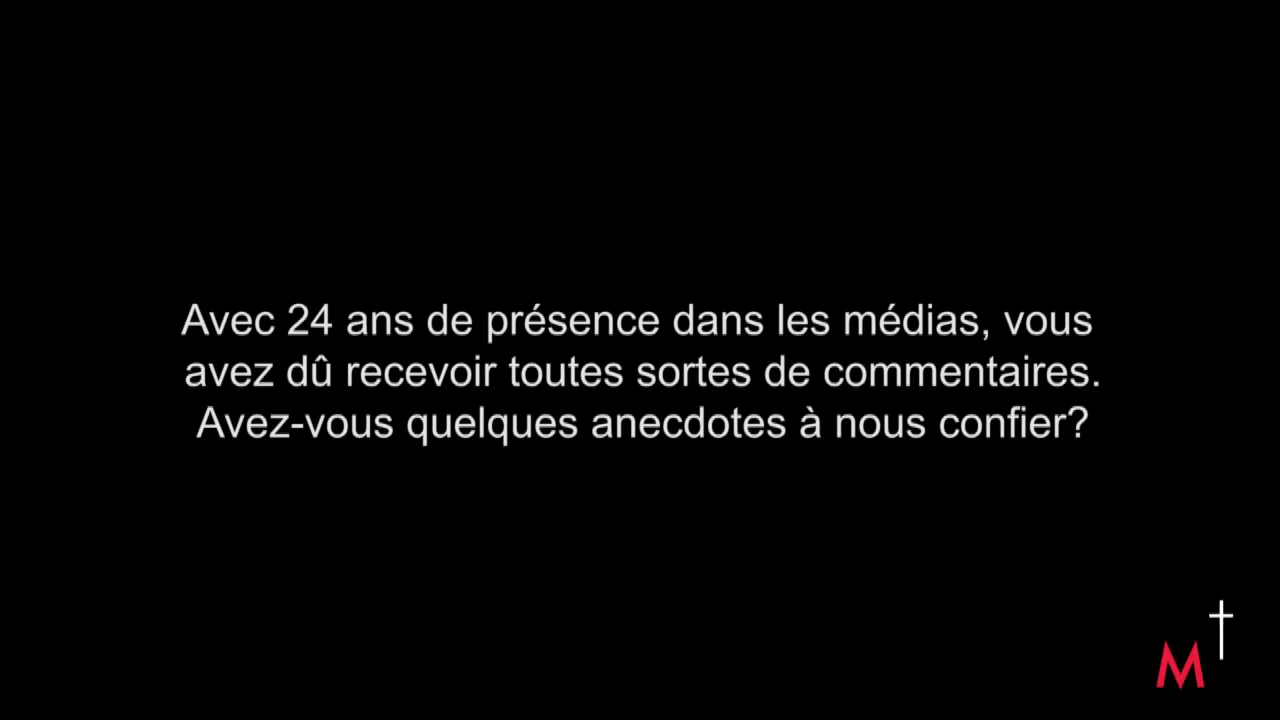 Avec 24 ans de présence dans les médias, vous
avez dû recevoir toutes sortes de commentaires.
Avez-vous quelques anecdotes à nous confier?
M